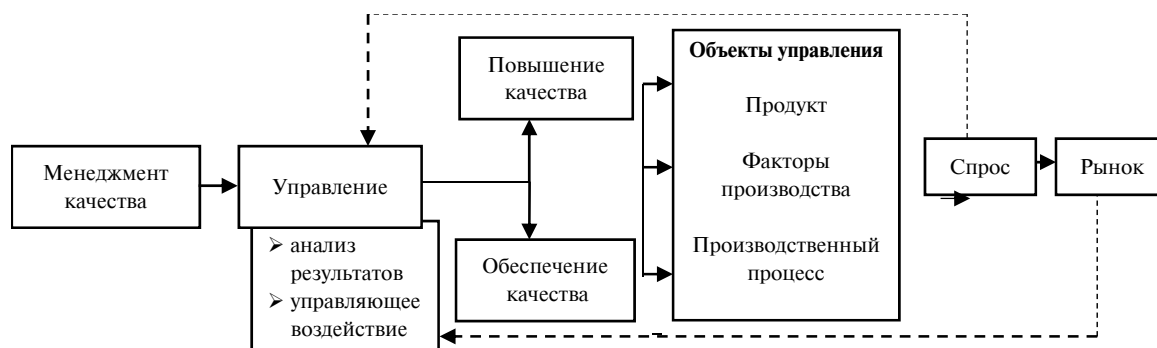 Менеджмент
качества
Управление
➢ анализ
результатов
➢ управляющее
воздействие
Повышение
качества
Обеспечение
качества
Объекты управления
Продукт
Факторы
производства
Производственный
процесс
Спрос
Рынок